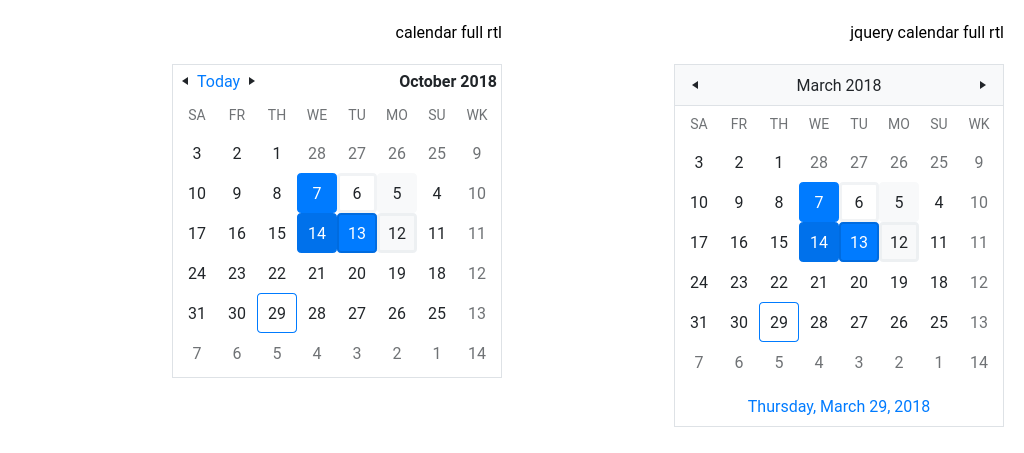 calendar full rtl
Today October 2018
SA FR TH WE TU MO SU WK
3 2 1 28 27 26 25 9
10 9 8 7 6 5 4 10
17 16 15 14 13 12 11 11
24 23 22 21 20 19 18 12
31 30 29 28 27 26 25 13
7 6 5 4 3 2 1 14
jquery calendar full rtl
March 2018
SA FR TH WE TU MO SU WK
3 2 1 28 27 26 25 9
10 9 8 7 6 5 4 10
17 16 15 14 13 12 11 11
24 23 22 21 20 19 18 12
31 30 29 28 27 26 25 13
7 6 5 4 3 2 1 14
Thursday, March 29, 2018